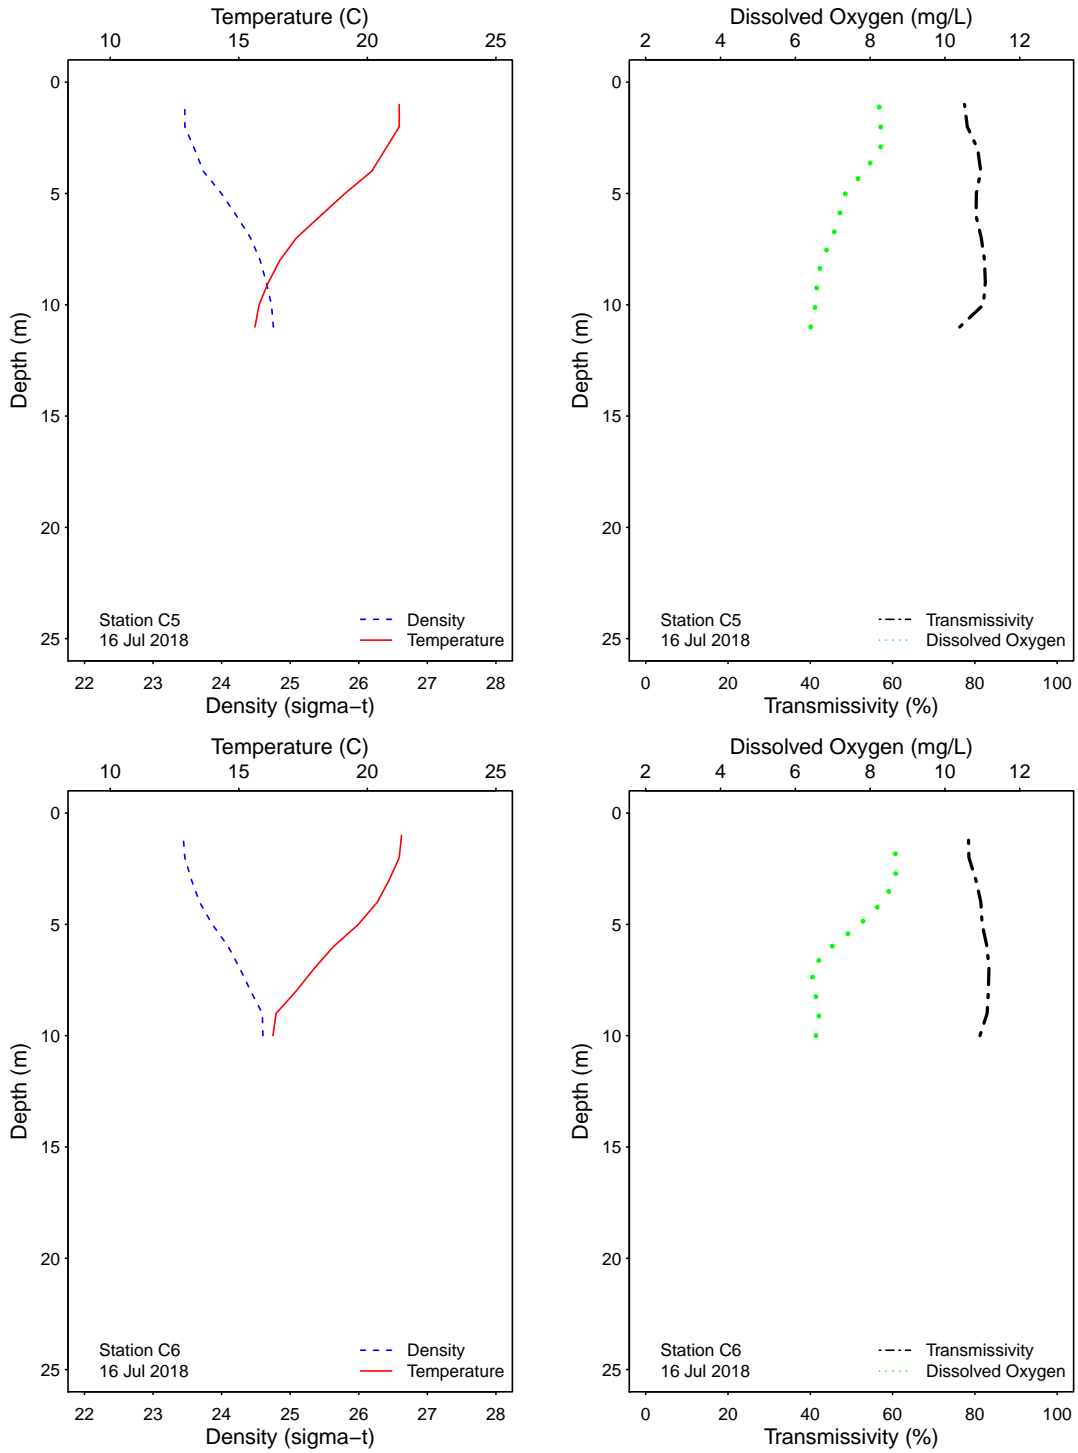 Temperature (C)
10 15 20 25
0
5
10
15
20
25
Depth (m)
Station C5
16 Jul 2018
Density
Temperature
22 23 24 25 26 27 28
Density (sigma−t)
Dissolved Oxygen (mg/L)
2 4 6 8 10 12
0
5
10
15
20
25
Depth (m)
Station C5
16 Jul 2018
Transmissivity
Dissolved Oxygen
0 20 40 60 80 100
Transmissivity (%)
Temperature (C)
10 15 20 25
0
5
10
15
20
25
Depth (m)
Station C6
16 Jul 2018
Density
Temperature
22 23 24 25 26 27 28
Density (sigma−t)
Dissolved Oxygen (mg/L)
2 4 6 8 10 12
0
5
10
15
20
25
Depth (m)
Station C6
16 Jul 2018
Transmissivity
Dissolved Oxygen
0 20 40 60 80 100
Transmissivity (%)